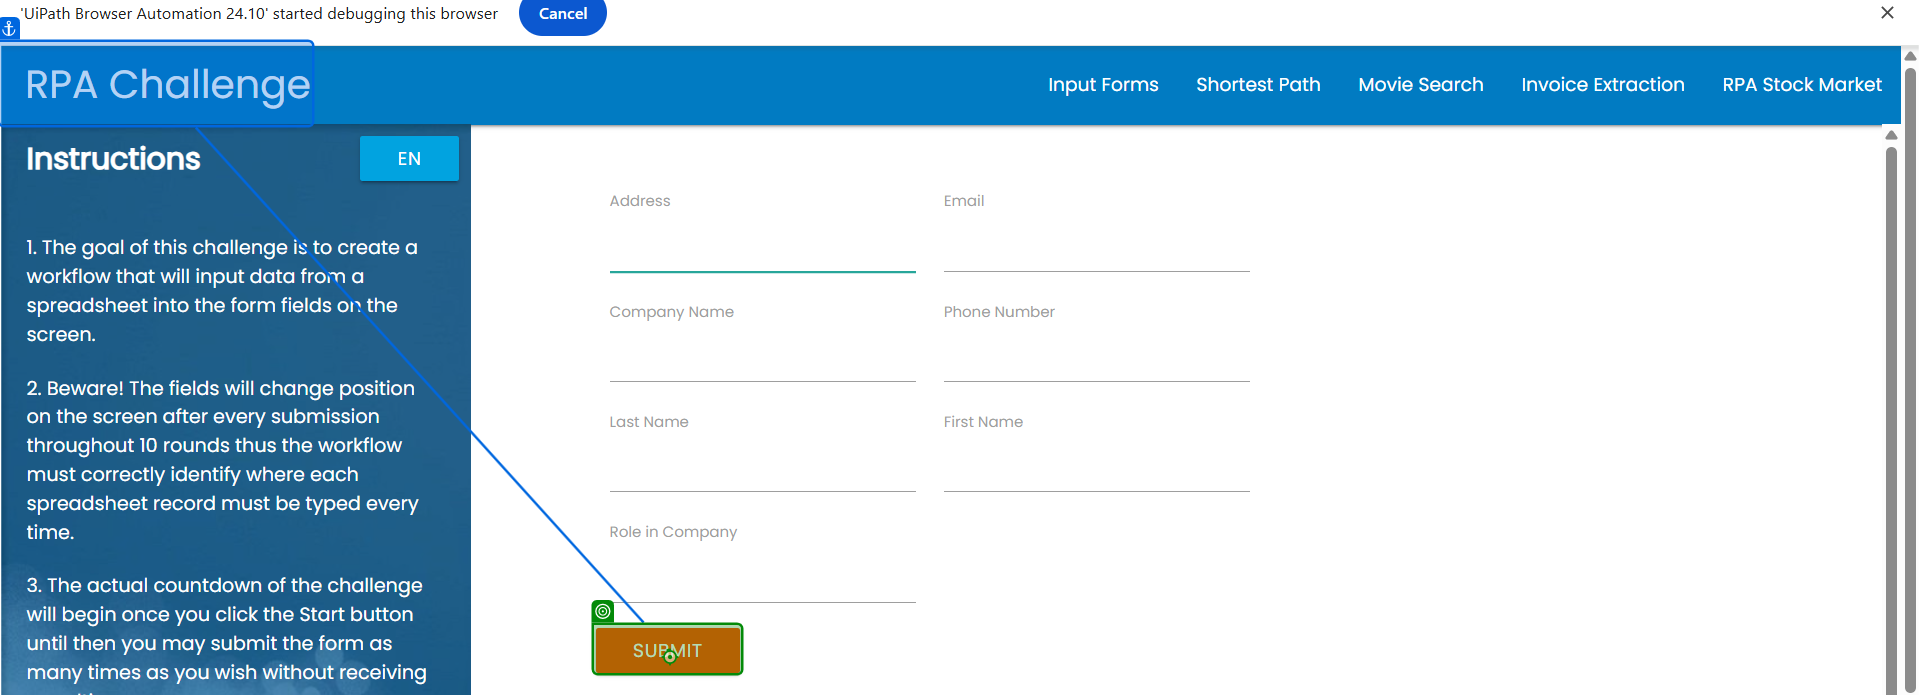 'UiPath Browser Automation 24.10' started debugging this browser
Cancel
RPA Challenge
Input Forms
Shortest Path
Movie Search
Invoice Extraction
RPA Stock Market
Instructions
EN
1. The goal of this challenge is to create a
workflow that will input data from a
spreadsheet into the form fields on the
screen.
2. Beware! The fields will change position
on the screen after every submission
throughout 10 rounds thus the workflow
must correctly identify where each
spreadsheet record must be typed every
time.
3. The actual countdown of the challenge
will begin once you click the Start button
until then you may submit the form as
many times as you wish without receiving
Address
Email
Company Name
Phone Number
Last Name
First Name
Role in Company
SUBMIT